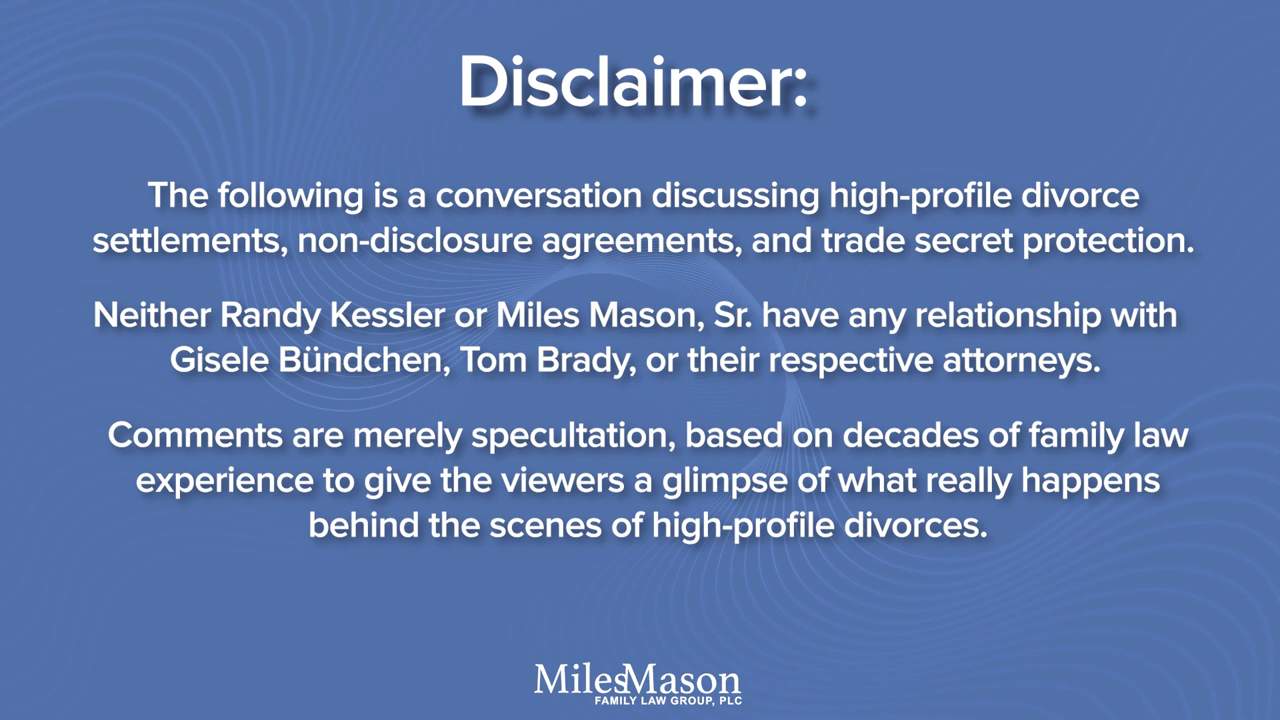 Disclaimer:
The following is a conversation discussing high-profile divorce
settlements, non-disclosure agreements, and trade secret protection.
Neither Randy Kessler or Miles Mason, Sr. have any relationship with
Gisele Bündchen, Tom Brady, or their respective attorneys.
Comments are merely specultation, based on decades of family law
experience to give the viewers a glimpse of what really happens
behind the scenes of high-profile divorces.
MilesMason
FAMILY LAW GROUP, PLC